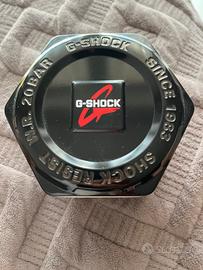 G-SHOCK
SINCE 1983
SHOCK RESIST
W.R. 20BAR
G-SHOCK